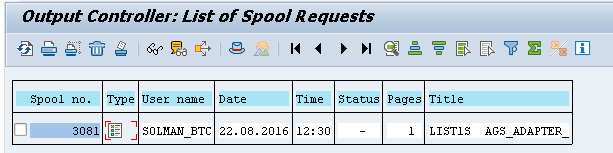 Output Controller: List of Spool Requests
Spool no. Type User name Date Time Status Pages Title
3081 SOLMAN_BTC 22.08.2016 12:30 - 1 LIST1S AGS_ADAPTER_